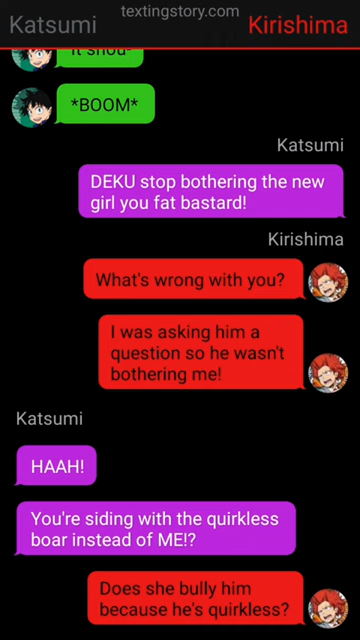 textingstory.com
Katsumi
Kirishima
It shou-
*BOOM*
Katsumi
DEKU stop bothering the new
girl you fat bastard!
Kirishima
What's wrong with you?
I was asking him a
question so he wasn't
bothering me!
Katsumi
HAAH!
You're siding with the quirkless
boar instead of ME!?
Does she bully him
because he's quirkless?